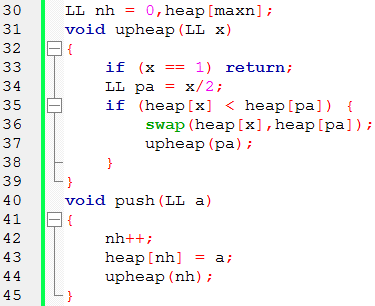 30 LL nh = 0,heap[maxn];
31 void upheap(LL x)
32 {
33 if (x == 1) return;
34 LL pa = x/2;
35 if (heap[x] < heap[pa]) {
36 swap(heap[x],heap[pa]);
37 upheap(pa);
38 }
39 }
40 void push(LL a)
41 {
42 nh++;
43 heap[nh] = a;
44 upheap(nh);
45 }